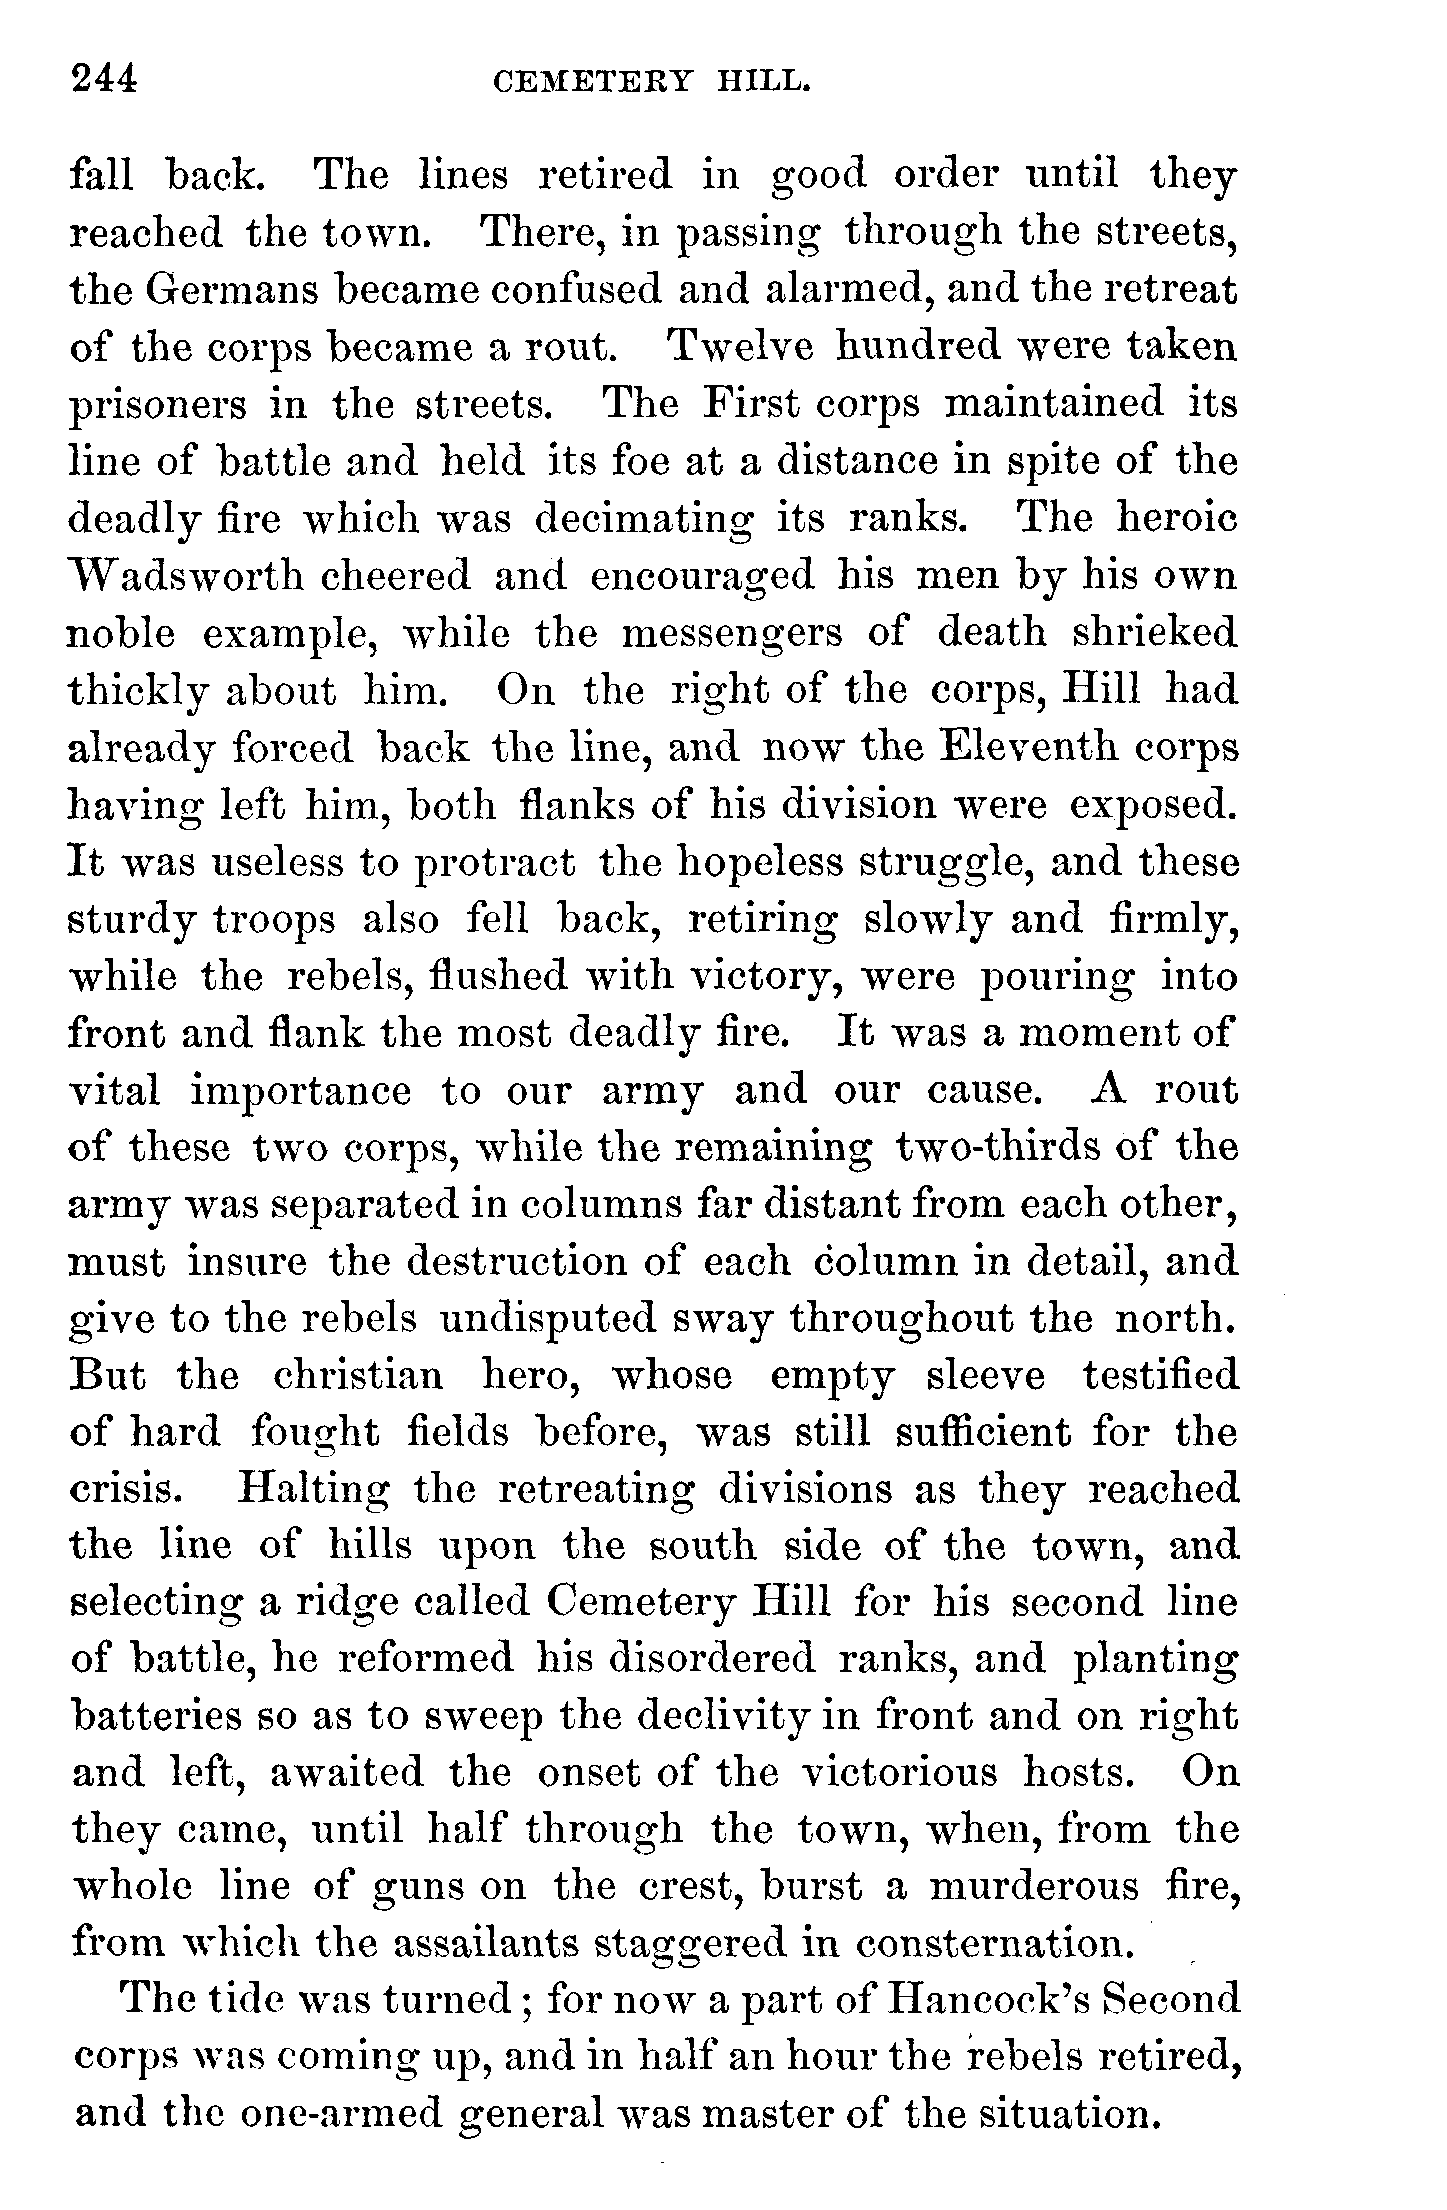 244 CEMETERY HILL.
fall back. The lines retired in good order until they
reached the town. There, in passing through the streets,
the Germans became confused and alarmed, and the retreat
of the corps became a rout. Twelve hundred were taken
prisoners in the streets. The First corps maintained its
line of battle and held its foe at a distance in spite of the
deadly fire which was decimating its ranks. The heroic
Wadsworth cheered and encouraged his men by his own
noble example, while the messengers of death shrieked
thickly about him. On the right of the corps, Hill had
already forced back the line, and now the Eleventh corps
having left him, both flanks of his division were exposed.
It was useless to protract the hopeless struggle, and these
sturdy troops also fell back, retiring slowly and firmly,
while the rebels, flushed with victory, were pouring into
front and flank the most deadly fire. It was a moment of
vital importance to our army and our cause. A rout
of these two corps, while the remaining two-thirds of the
army was separated in columns far distant from each other,
must insure the destruction of each column in detail, and
give to the rebels undisputed sway throughout the north.
But the christian hero, whose empty sleeve testified
of hard fought fields before, was still sufficient for the
crisis. Halting the retreating divisions as they reached
the line of hills upon the south side of the town, and
selecting a ridge called Cemetery Hill for his second line
of battle, he reformed his disordered ranks, and planting
batteries so as to sweep the declivity in front and on right
and left, awaited the onset of the victorious hosts. On
they came, until half through the town, when, from the
whole line of guns on the crest, burst a murderous fire,
from which the assailants staggered in consternation.
The tide was turned; for now a part of Hancock's Second
corps was coming up, and in half an hour the rebels retired,
and the one-armed general was master of the situation.